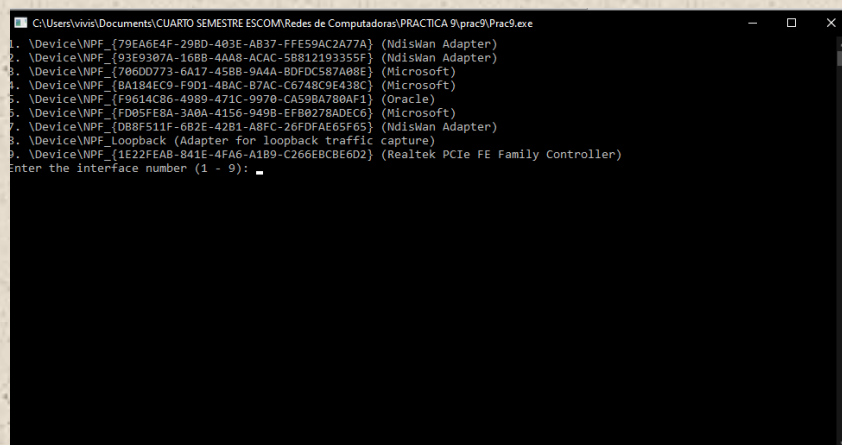 C:\Users\vivis\Documents\CUARTO SEMESTRE ESCOM\Redes de Computadoras\PRACTICA 9\prac9\Prac9.exe
1. \Device\NPF_{79EA6E4F-29BD-403E-AB37-FFE59AC2A77A} (NdisWan Adapter)
2. \Device\NPF_{93E9307A-16BB-4AA8-ACAC-5B812193355F} (NdisWan Adapter)
3. \Device\NPF_{706DD773-6A17-45BB-9A4A-BDFDC587A08E} (Microsoft)
4. \Device\NPF_{BA184EC9-F9D1-4BAC-B7AC-C6748C9E438C} (Microsoft)
5. \Device\NPF_{F9614C86-4989-471C-9970-CA59BA780AF1} (Oracle)
6. \Device\NPF_{FD05FE8A-3A0A-4156-949B-EFB0278ADEC6} (Microsoft)
7. \Device\NPF_{DB8F511F-6B2E-42B1-A8FC-26FDFAE65F65} (NdisWan Adapter)
8. \Device\NPF_Loopback (Adapter for loopback traffic capture)
9. \Device\NPF_{1E22FEAB-841E-4FA6-A1B9-C266EBCBE6D2} (Realtek PCIe FE Family Controller)
Enter the interface number (1 - 9):